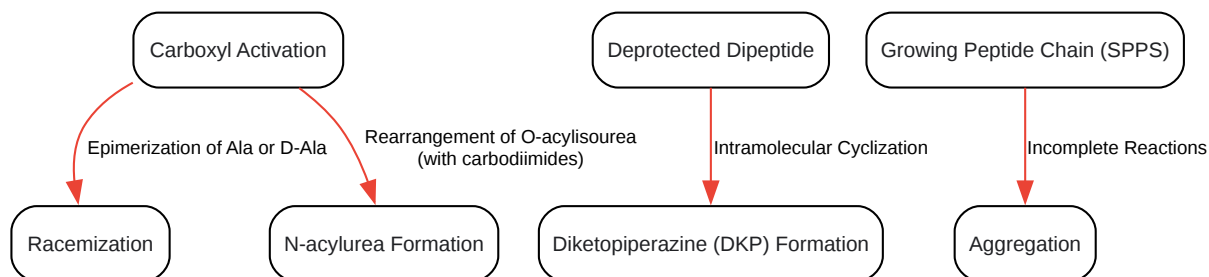 Carboxyl Activation
Deprotected Dipeptide
Growing Peptide Chain (SPPS)
Epimerization of Ala or D-Ala
Rearrangement of O-acylisourea
(with carbodiimides)
Intramolecular Cyclization
Incomplete Reactions
Racemization
N-acylurea Formation
Diketopiperazine (DKP) Formation
Aggregation